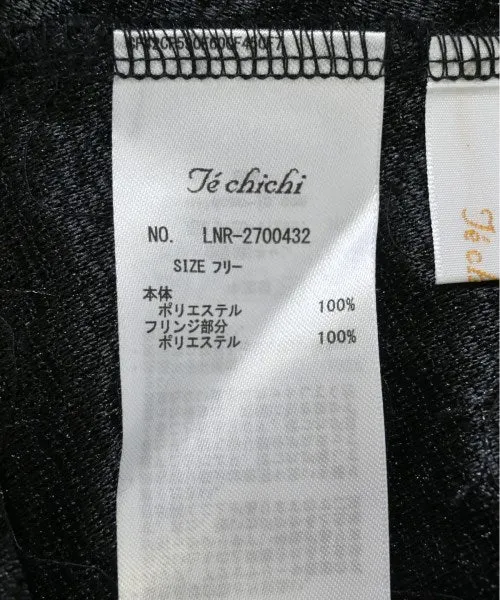 Té chichi
NO. LNR-2700432
SIZE フリー
本体
ポリエステル 100%
フリンジ部分
ポリエステル 100%
Té c